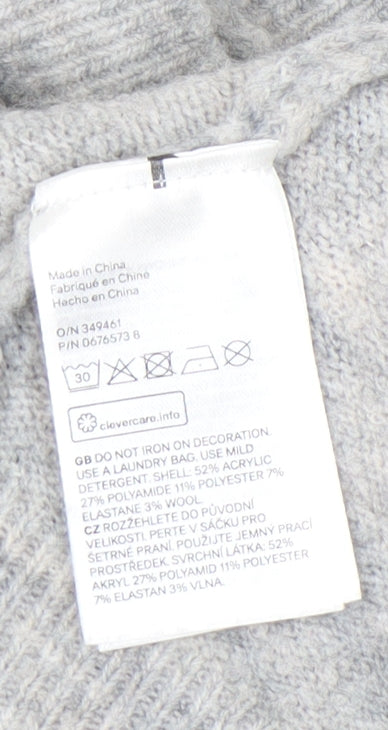 Made in China
Fabriqué en Chine
Hecho en China
O/N 349461
P/N 0676573 8
30
clevercare.info
GB DO NOT IRON ON DECORATION.
USE A LAUNDRY BAG. USE MILD
DETERGENT. SHELL: 52% ACRYLIC
27% POLYAMIDE 11% POLYESTER 7%
ELASTANE 3% WOOL
CZ ROZŽEHLETE DO PŮVODNÍ
VELIKOSTI. PERTE V SÁČKU PRO
ŠETRNÉ PRANÍ. POUŽIJTE JEMNÝ PRACÍ
PROSTŘEDEK. SVRCHNÍ LÁTKA: 52%
AKRYL 27% POLYAMID 11% POLYESTER
7% ELASTAN 3% VLNA.